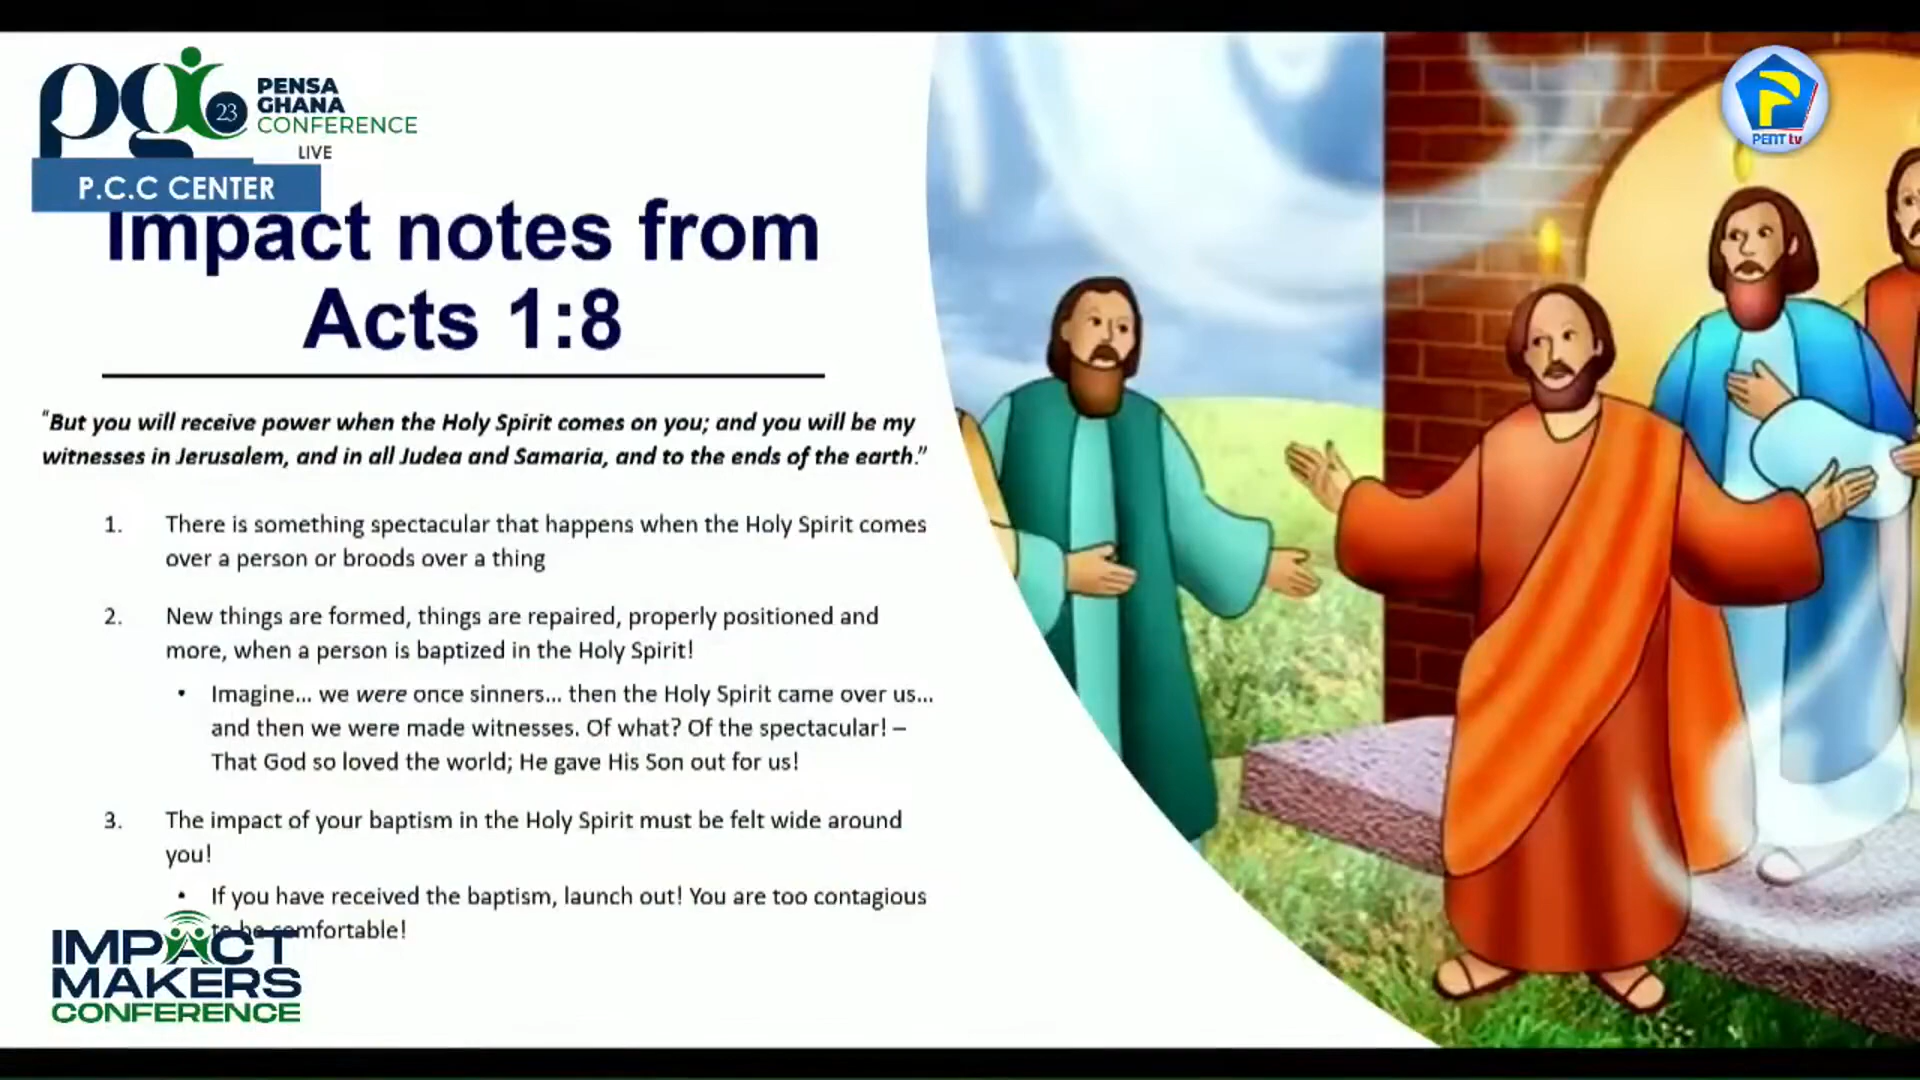 pgc 23
PENSA
GHANA
CONFERENCE
LIVE
P.C.C CENTER
PENT tv
Impact notes from
Acts 1:8
"But you will receive power when the Holy Spirit comes on you; and you will be my
witnesses in Jerusalem, and in all Judea and Samaria, and to the ends of the earth."
1. There is something spectacular that happens when the Holy Spirit comes
over a person or broods over a thing
2. New things are formed, things are repaired, properly positioned and
more, when a person is baptized in the Holy Spirit!
• Imagine... we were once sinners... then the Holy Spirit came over us...
and then we were made witnesses. Of what? Of the spectacular! –
That God so loved the world; He gave His Son out for us!
3. The impact of your baptism in the Holy Spirit must be felt wide around
you!
• If you have received the baptism, launch out! You are too contagious
to be comfortable!
IMPACT
MAKERS
CONFERENCE